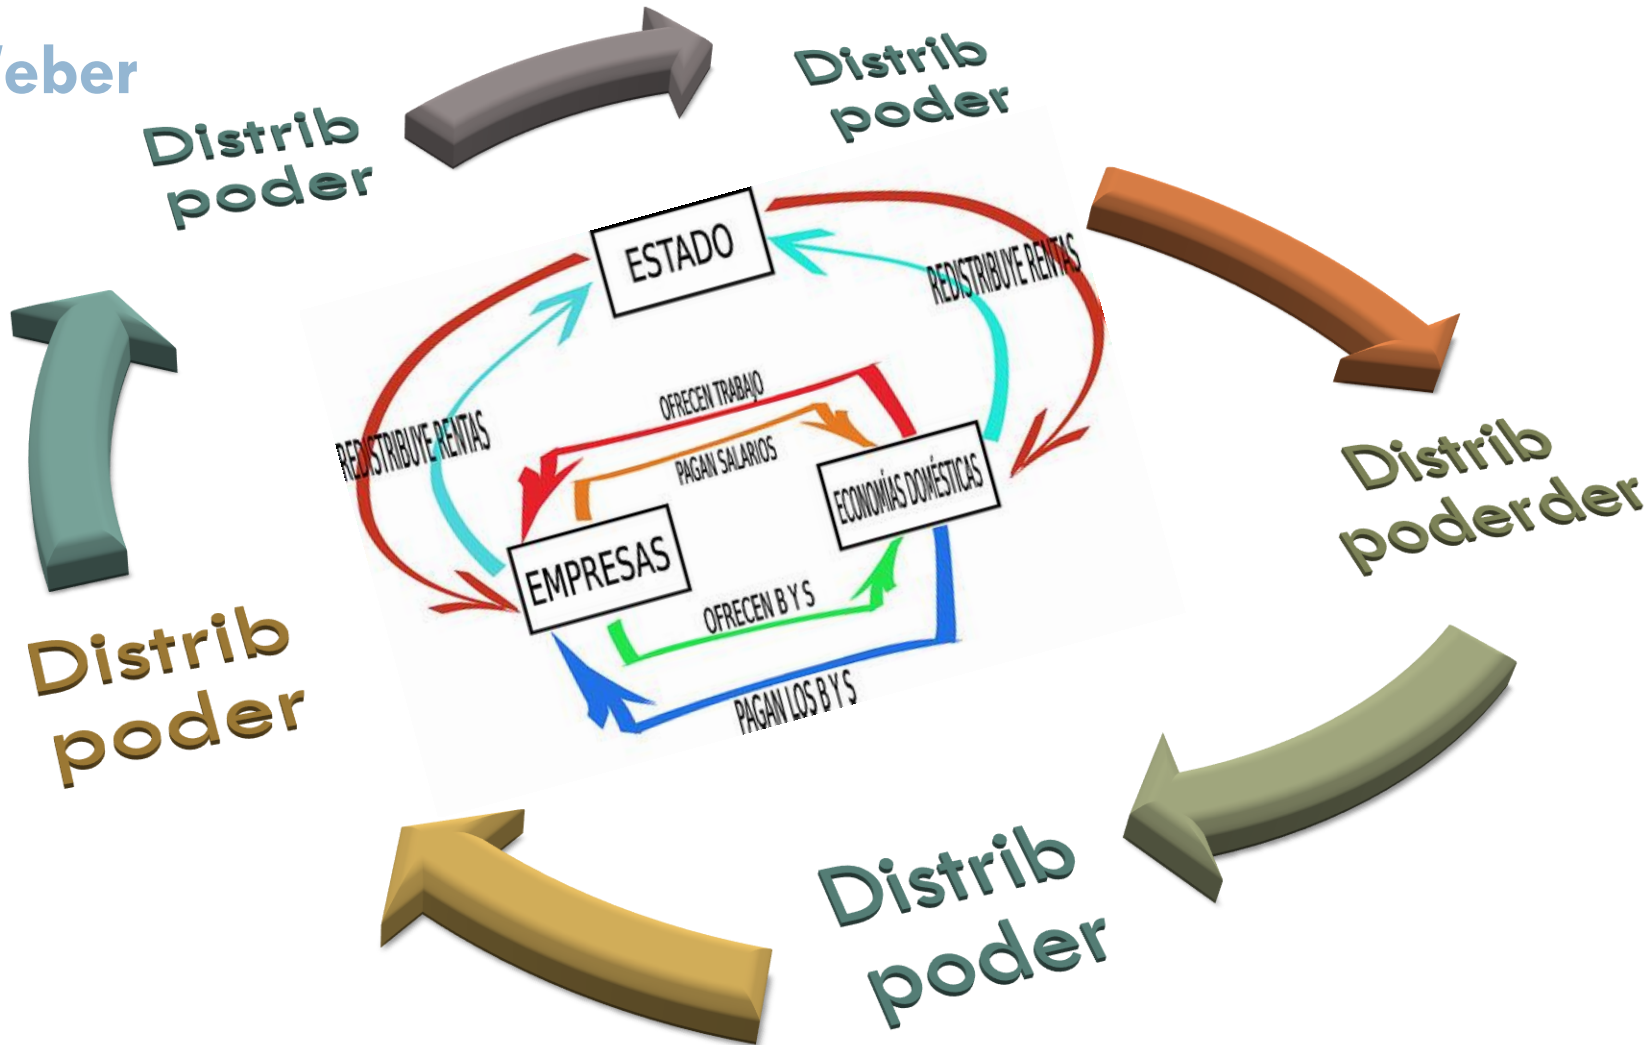 eber
Distrib
poder
Distrib
poder
ESTADO
REDISTRIBUYE RENTAS
OFRECEN TRABAJO
PAGAN SALARIOS
REDISTRIBUYE RENTAS
ECONOMÍAS DOMÉSTICAS
EMPRESAS
OFRECEN B Y S
PAGAN LOS B Y S
Distrib
poderder
Distrib
poder
Distrib
poder